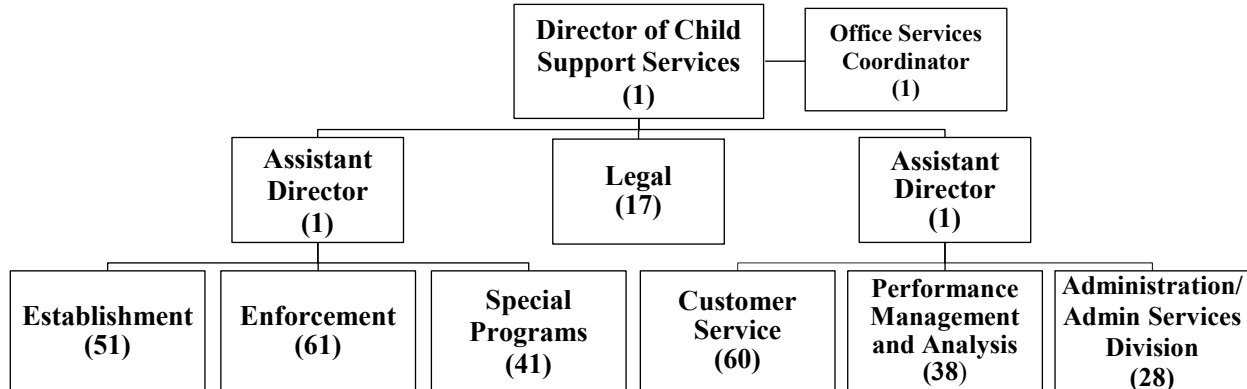 Director of Child
Support Services
(1)
Office Services
Coordinator
(1)
Assistant
Director
(1)
Legal
(17)
Assistant
Director
(1)
Establishment
(51)
Enforcement
(61)
Special
Programs
(41)
Customer
Service
(60)
Performance
Management
and Analysis
(38)
Administration/
Admin Services
Division
(28)